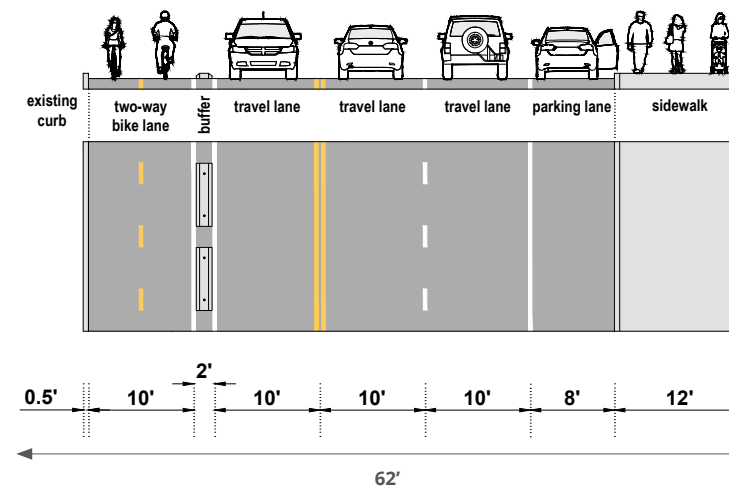 existing
curb
two-way
bike lane
buffer
travel lane
travel lane
travel lane
parking lane
sidewalk
0.5'
10'
2'
10'
10'
10'
8'
12'
62'